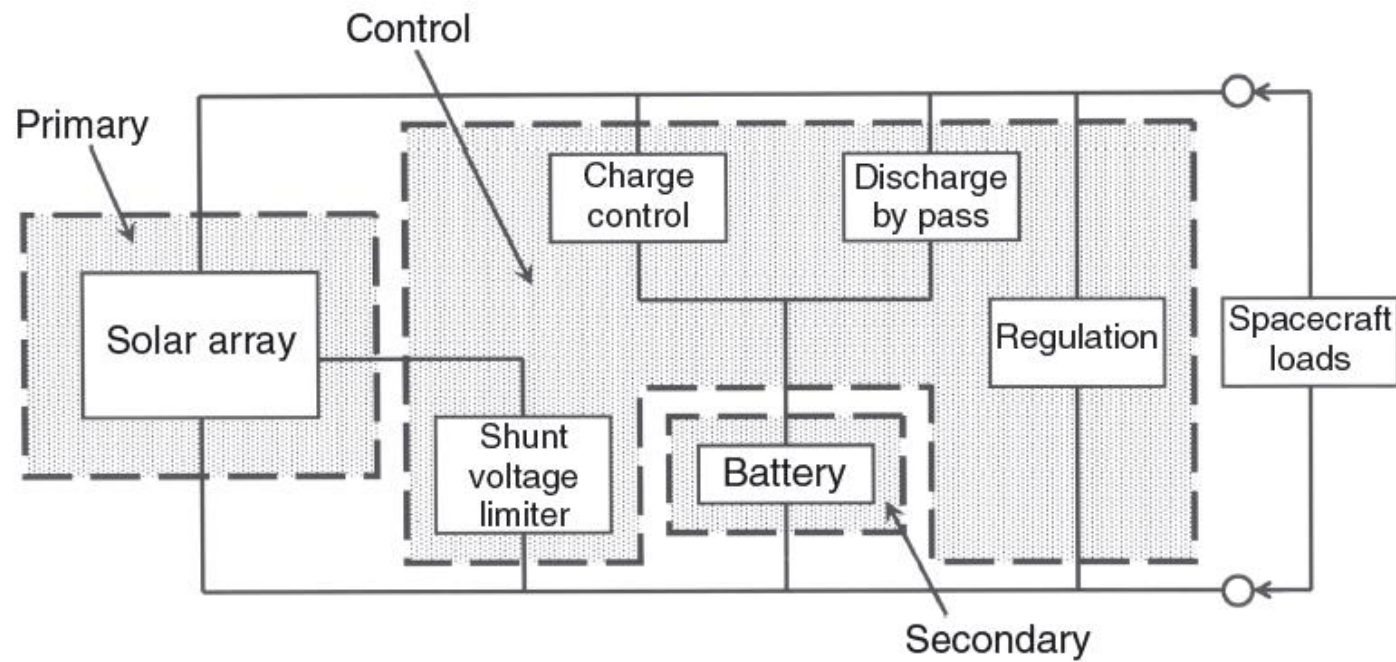 Control
Primary
Charge
control
Discharge
by pass
Solar array
Regulation
Spacecraft
loads
Shunt
voltage
limiter
Battery
Secondary